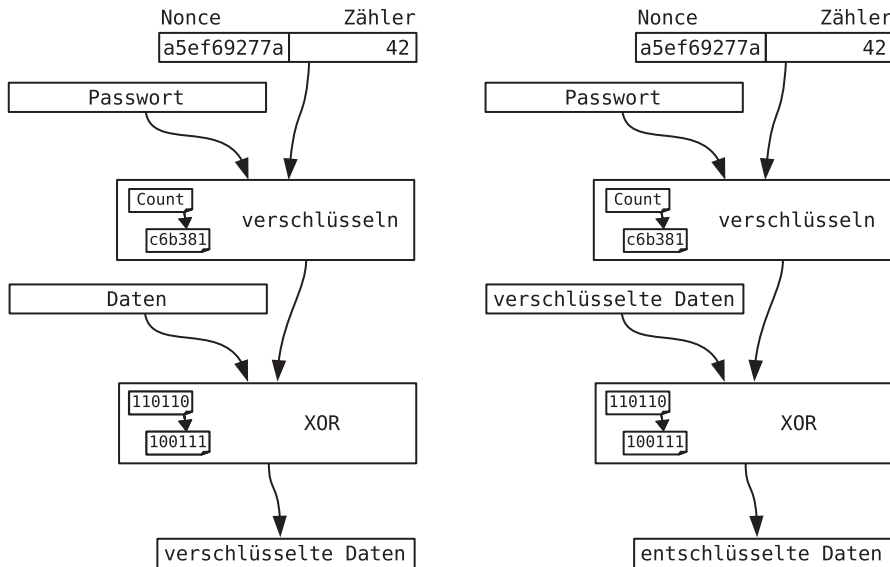 Nonce Zähler
a5ef69277a 42
Passwort
Count
verschlüsseln
c6b381
Daten
110110
XOR
100111
verschlüsselte Daten
Nonce Zähler
a5ef69277a 42
Passwort
Count
verschlüsseln
c6b381
verschlüsselte Daten
110110
XOR
100111
entschlüsselte Daten